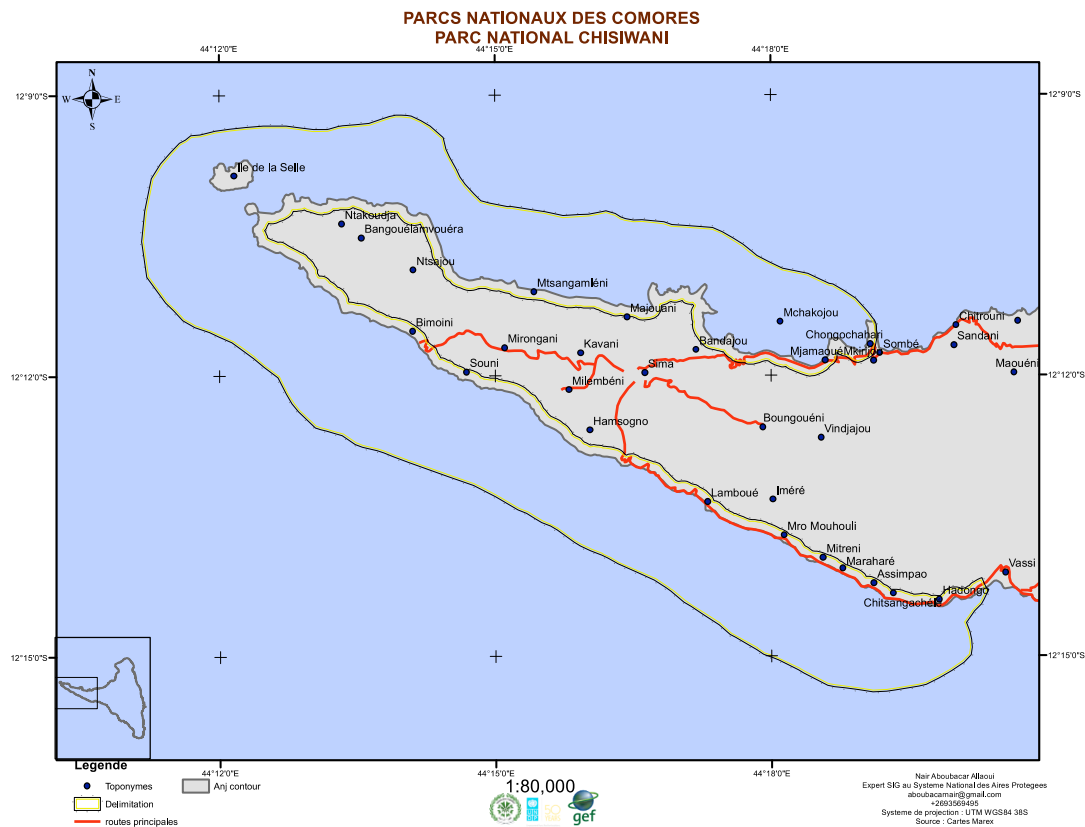 PARCS NATIONAUX DES COMORES
PARC NATIONAL CHISIWANI
44°12'0"E
44°15'0"E
44°18'0"E
12°9'0"S
12°9'0"S
N
W
E
S
Ile de la Selle
Ntakoudja
Bangouélamvouéra
Ntsajou
Mtsangamléni
Majouani
Mchakojou
Bimoini
Mirongani
Kavani
Bandajou
Chongochahari
Chitrouni
Sandani
Sombé
Souni
Milembéni
Sima
Maouéni
12°12'0"S
12°12'0"S
Hamsogno
Boungouéni
Vindjajou
Lamboué
Iméré
Mro Mouhouli
Mitreni
Maraharé
Assimpao
Vassi
Hadongo
12°15'0"S
12°15'0"S
44°12'0"E
44°15'0"E
44°18'0"E
Legende
Toponymes
Anj contour
Delimitation
routes principales
1:80,000
gef
Nair Aboubacar Allaoui
Expert SIG au Systeme National des Aires Protegees
aboubacarnair@gmail.com
+2693569495
Systeme de projection : UTM WGS84 38S
Source : Cartes Marex